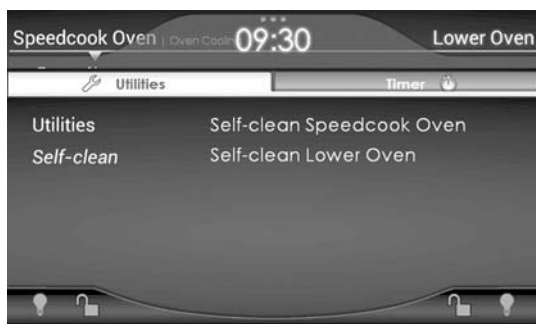 Speedcook Oven | Oven Cooling 09:30 Lower Oven
Utilities Timer
Utilities Self-clean Speedcook Oven
Self-clean Self-clean Lower Oven